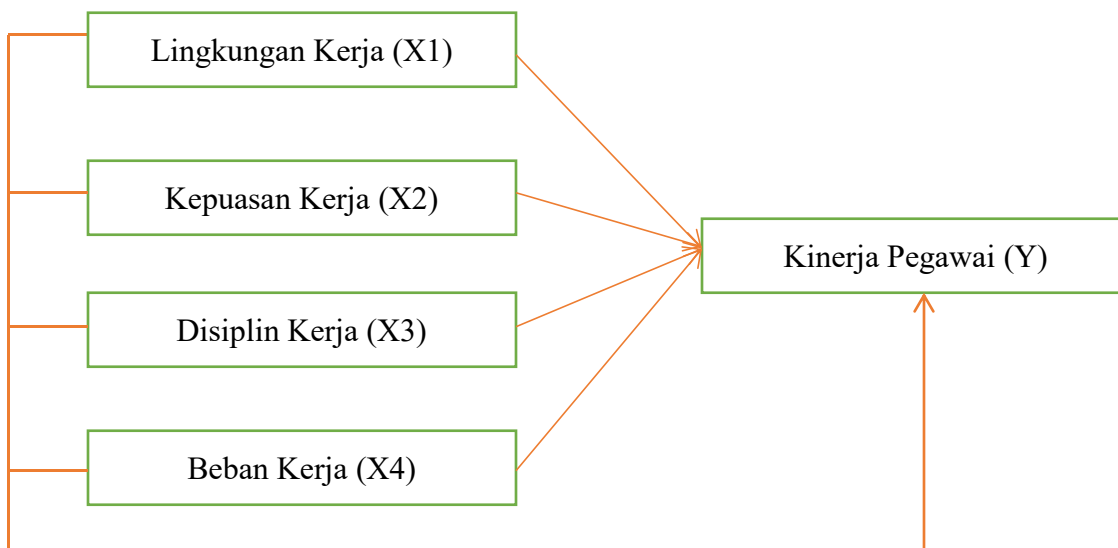 Lingkungan Kerja (X1)
Kepuasan Kerja (X2)
Kinerja Pegawai (Y)
Disiplin Kerja (X3)
Beban Kerja (X4)